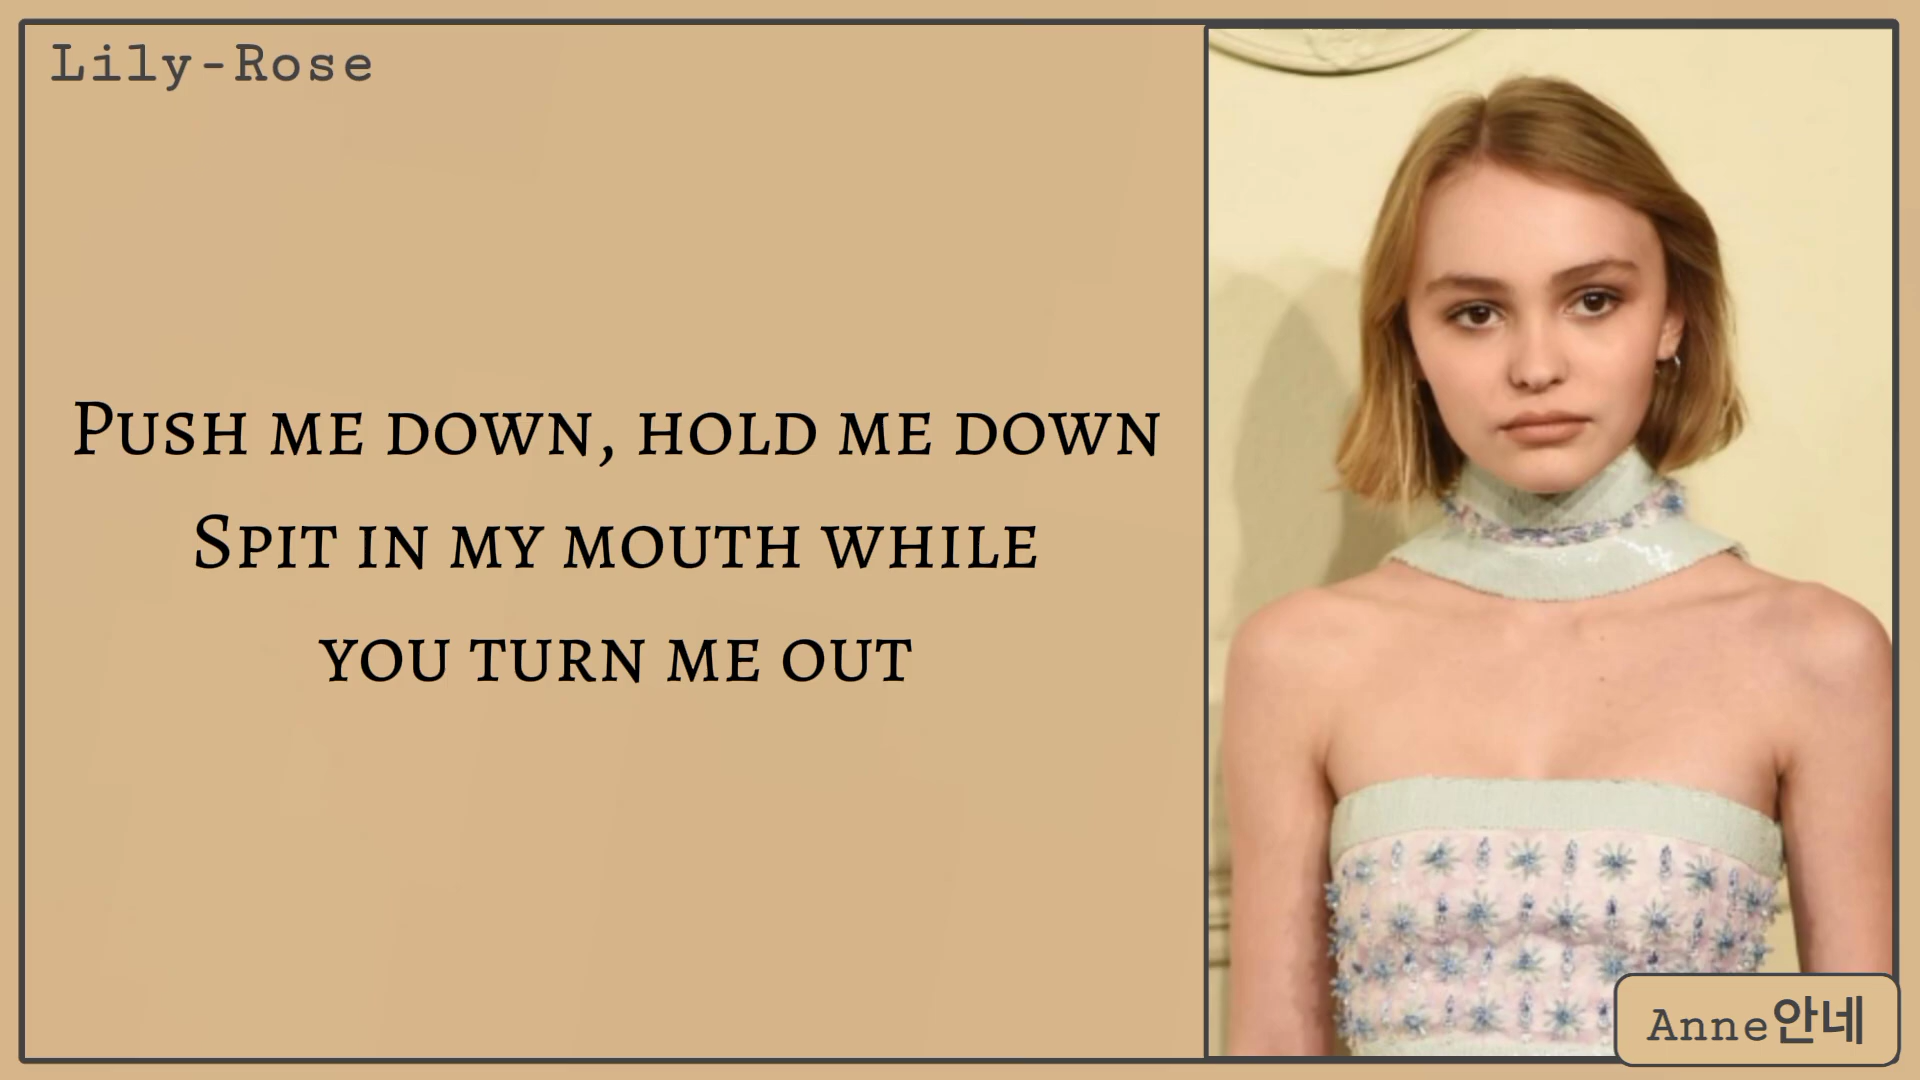 Lily-Rose
Push me down, hold me down
Spit in my mouth while
you turn me out
Anne안네